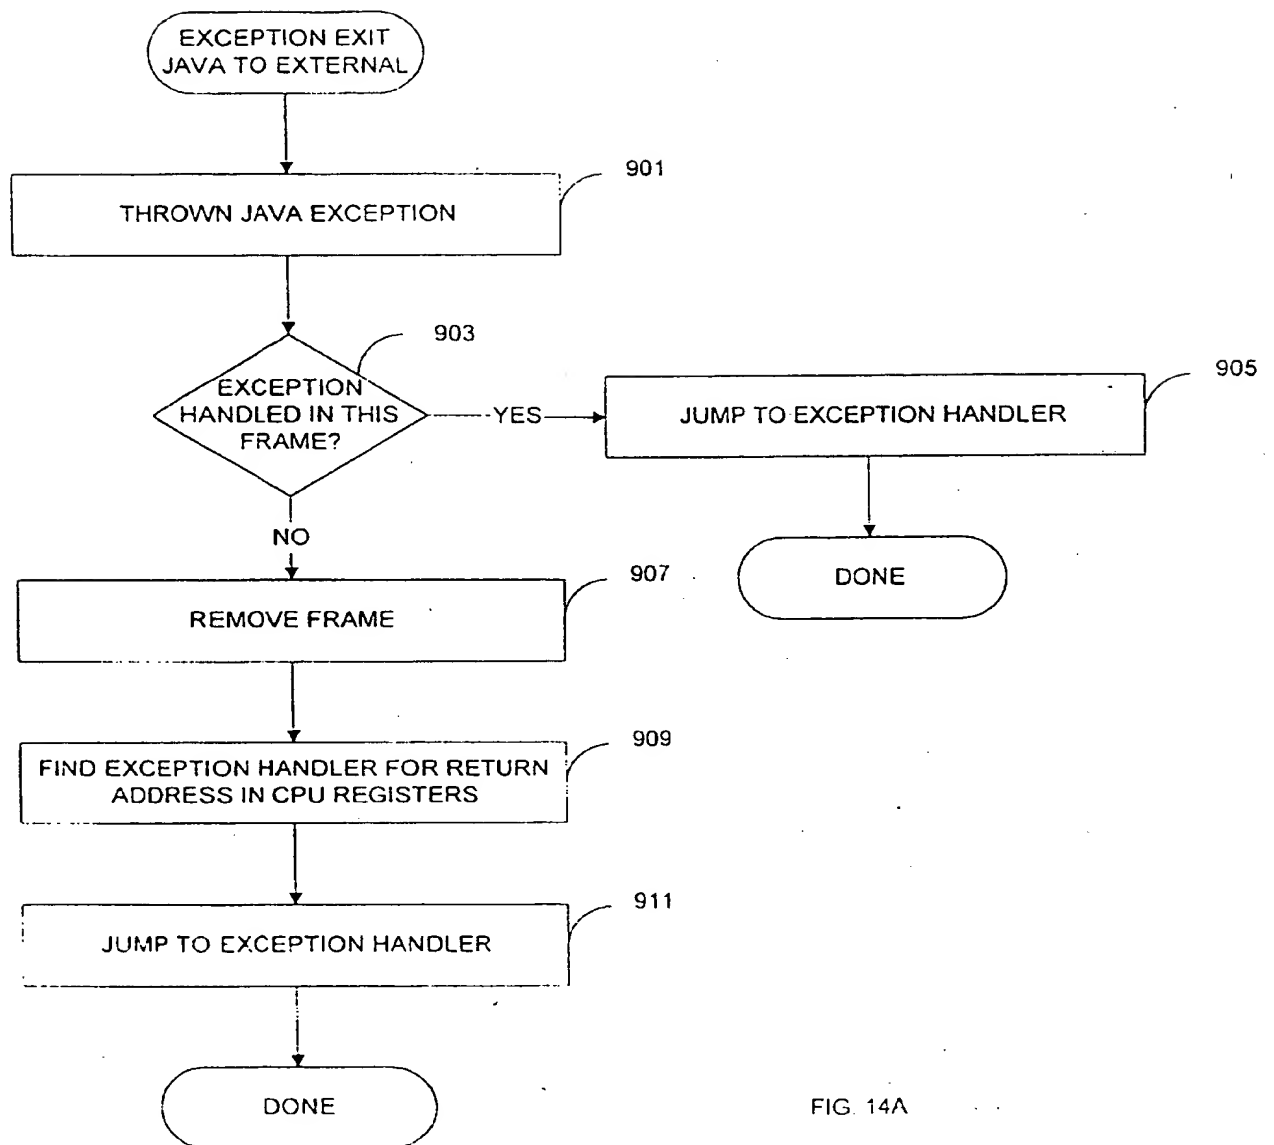 EXCEPTION EXIT
JAVA TO EXTERNAL
901
THROWN JAVA EXCEPTION
903
EXCEPTION
HANDLED IN THIS
FRAME?
YES
905
JUMP TO EXCEPTION HANDLER
DONE
NO
907
REMOVE FRAME
909
FIND EXCEPTION HANDLER FOR RETURN
ADDRESS IN CPU REGISTERS
911
JUMP TO EXCEPTION HANDLER
DONE
FIG. 14A